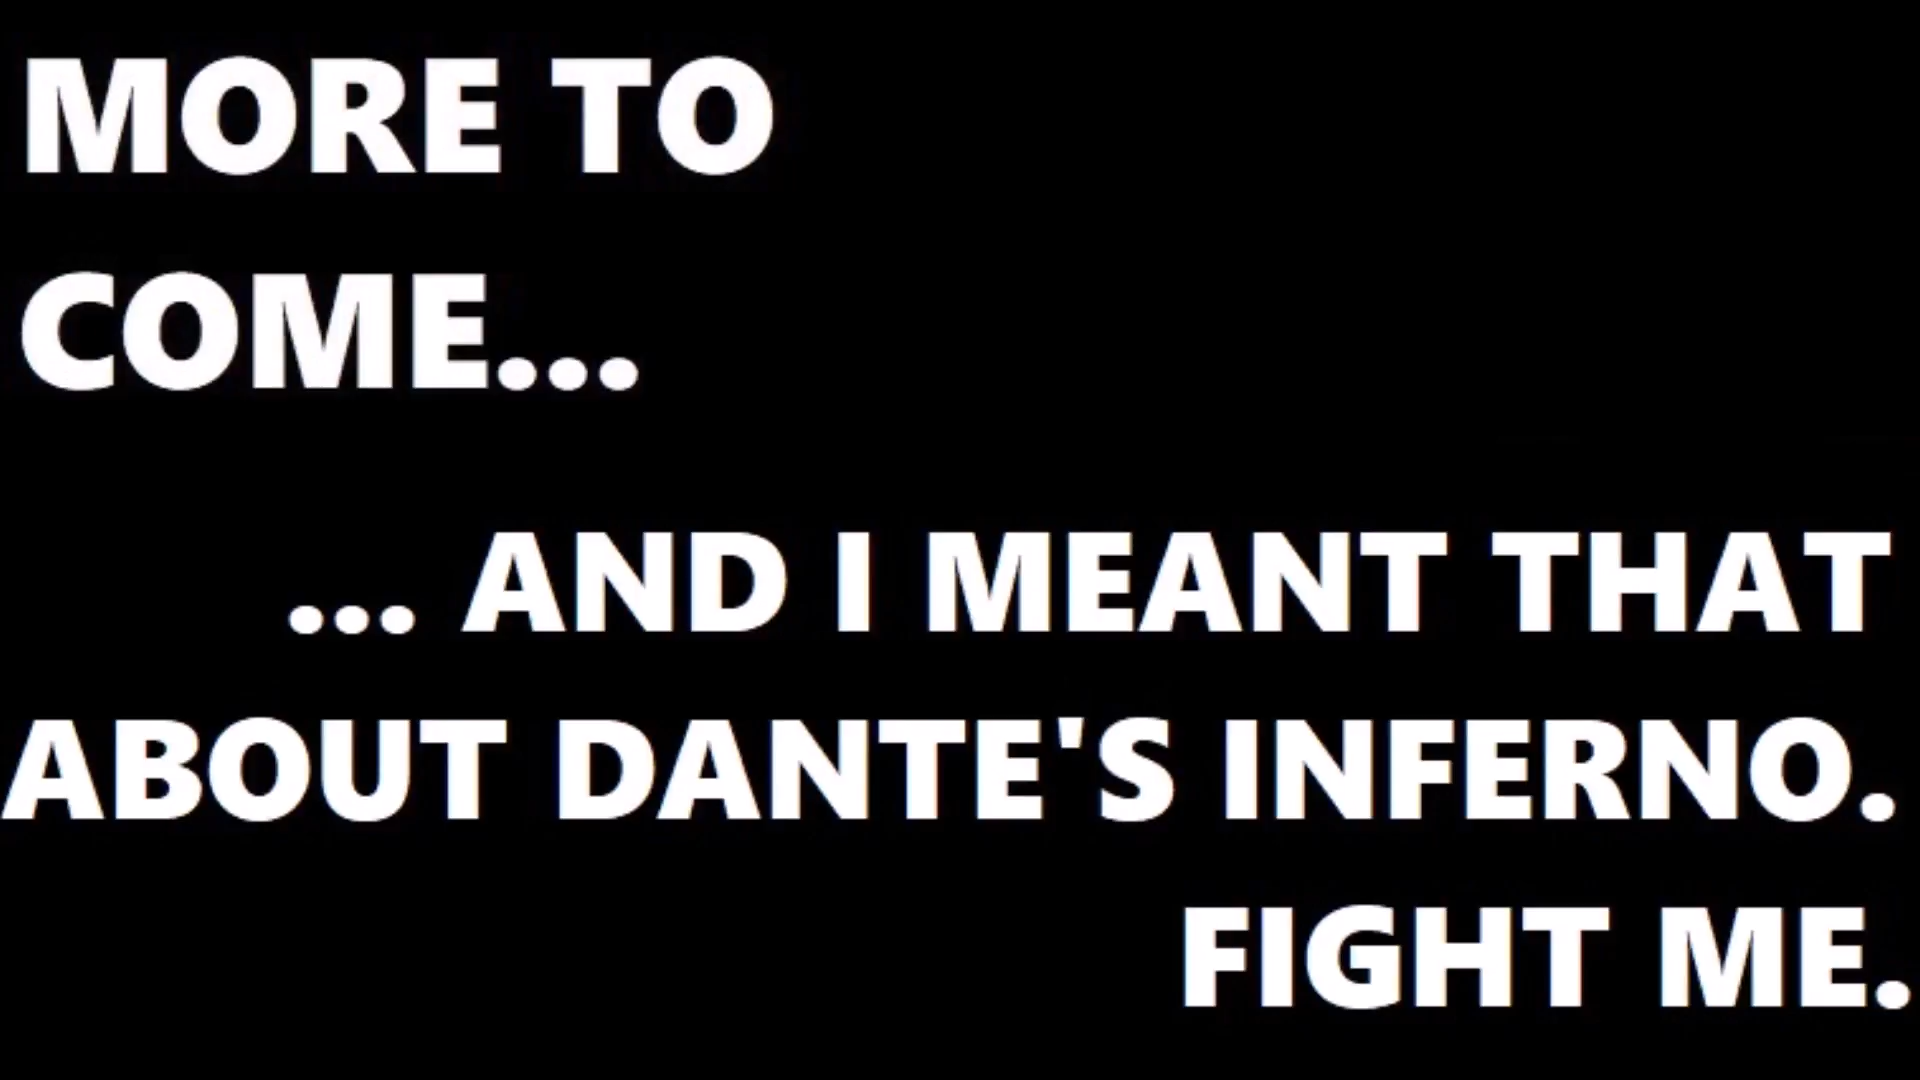 MORE TO
COME...
... AND I MEANT THAT
ABOUT DANTE'S INFERNO.
FIGHT ME.